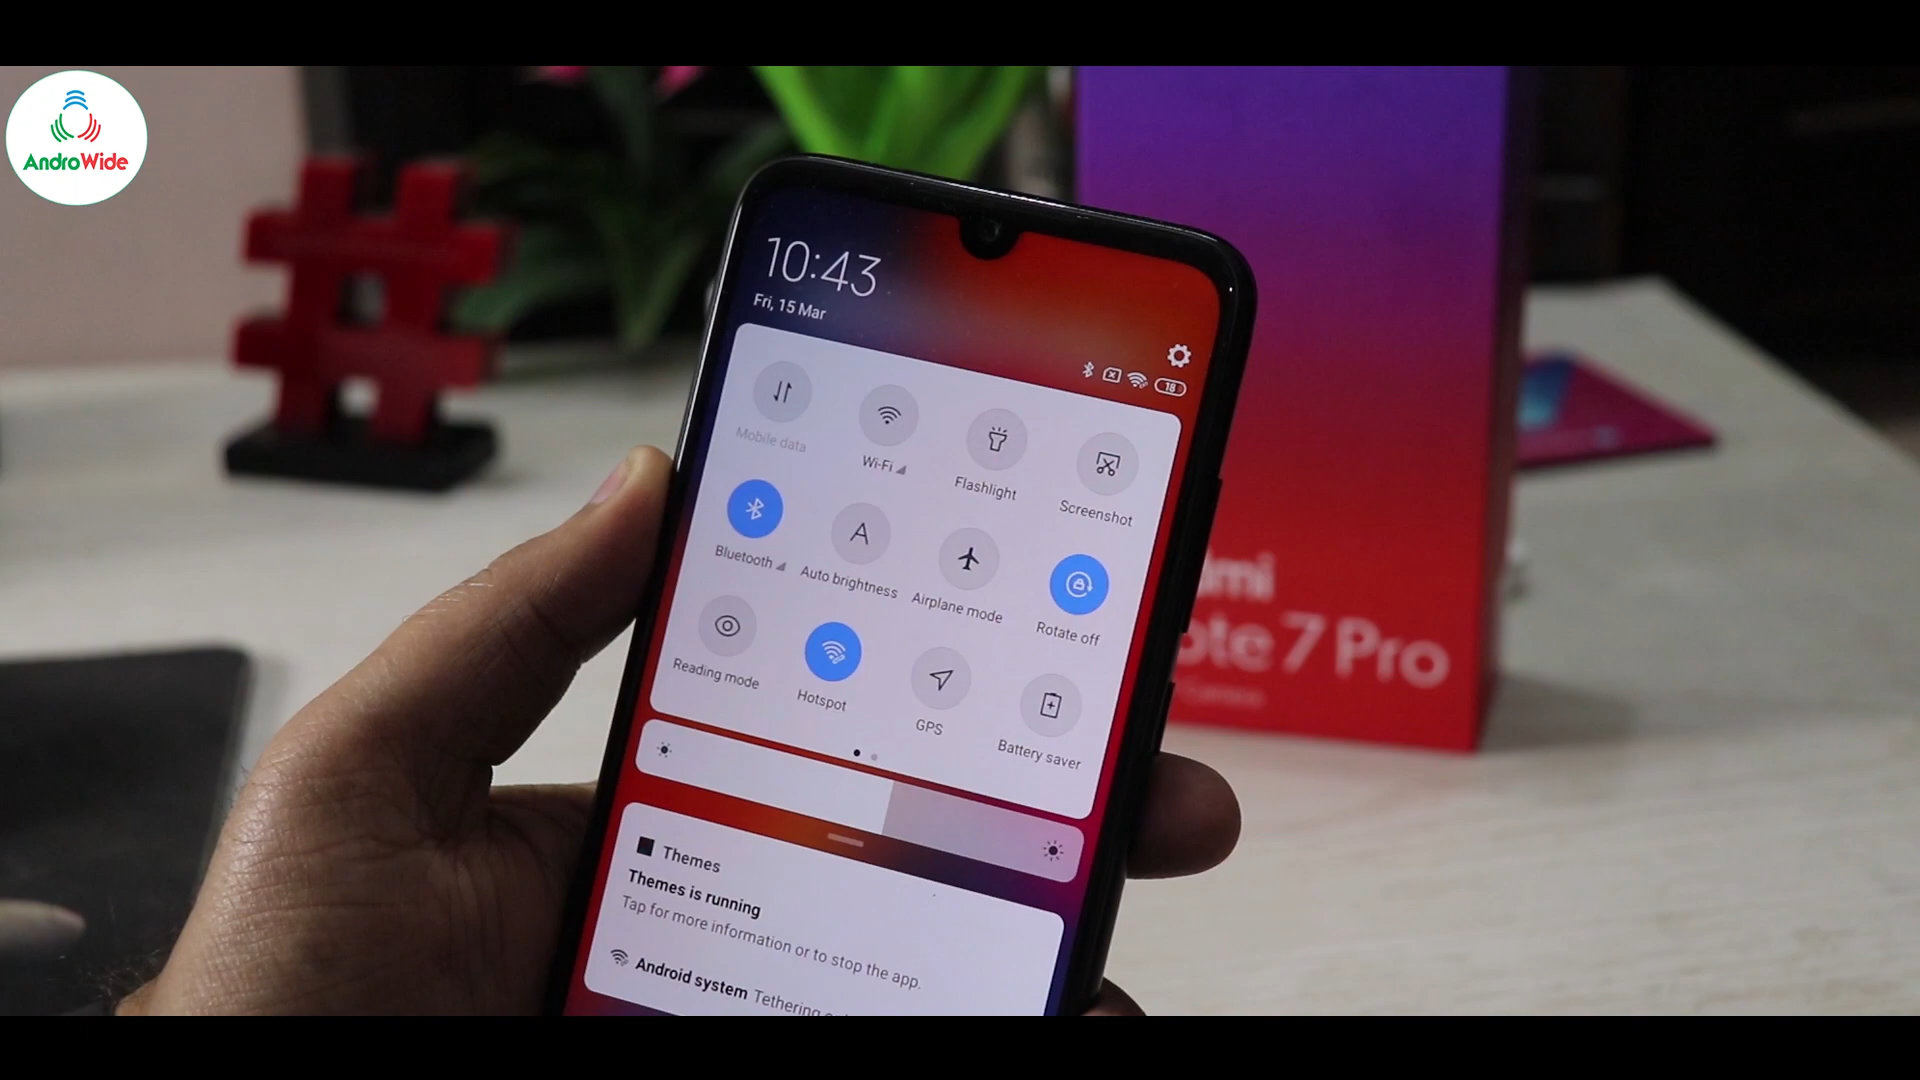 AndroWide
10:43
Fri, 15 Mar
18
Mobile data
Wi-Fi
Flashlight
Screenshot
Bluetooth
Auto brightness
Airplane mode
Rotate off
Reading mode
Hotspot
GPS
Battery saver
Themes
Themes is running
Tap for more information or to stop the app.
Android system Tethering
7 Pro